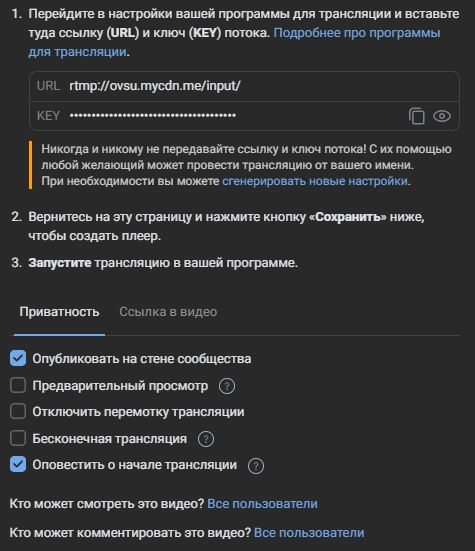 1. Перейдите в настройки вашей программы для трансляции и вставьте
туда ссылку (URL) и ключ (KEY) потока. Подробнее про программы
для трансляции.
URL rtmp://ovsu.mycdn.me/input/
KEY ••••••••••••••••••••••••••••••••••••
Никогда и никому не передавайте ссылку и ключ потока! С их помощью
любой желающий может провести трансляцию от вашего имени.
При необходимости вы можете сгенерировать новые настройки.
2. Вернитесь на эту страницу и нажмите кнопку «Сохранить» ниже,
чтобы создать плеер.
3. Запустите трансляцию в вашей программе.
Приватность Ссылка в видео
Опубликовать на стене сообщества
Предварительный просмотр ?
Отключить перемотку трансляции
Бесконечная трансляция ?
Оповестить о начале трансляции ?
Кто может смотреть это видео? Все пользователи
Кто может комментировать это видео? Все пользователи